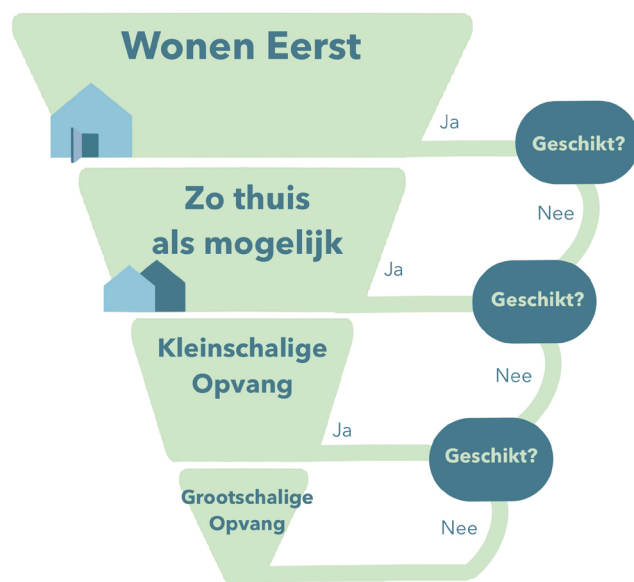 Wonen Eerst
Ja
Geschikt?
Nee
Zo thuis
als mogelijk
Ja
Geschikt?
Nee
Kleinschalige
Opvang
Ja
Geschikt?
Nee
Grootschalige
Opvang